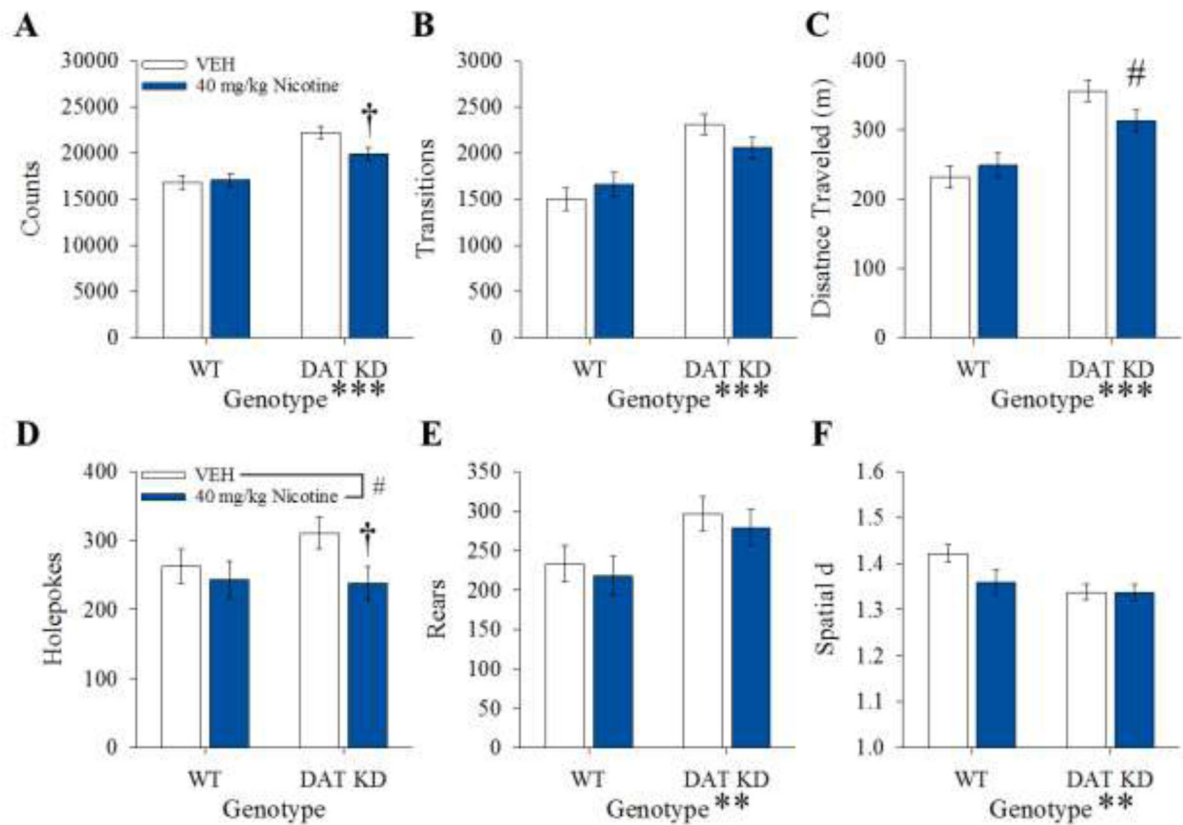 A
30000
25000
20000
15000
10000
5000
0
Counts
VEH
40 mg/kg Nicotine
†
WT
DAT KD
Genotype ***
B
3000
2500
2000
1500
1000
500
0
Transitions
WT
DAT KD
Genotype ***
C
400
300
200
100
0
Disatnce Traveled (m)
#
WT
DAT KD
Genotype ***
D
400
300
200
100
0
Holepokes
VEH
40 mg/kg Nicotine
#
†
WT
DAT KD
Genotype
E
350
300
250
200
150
100
50
0
Rears
WT
DAT KD
Genotype **
F
1.6
1.5
1.4
1.3
1.2
1.1
1.0
Spatial d
WT
DAT KD
Genotype **